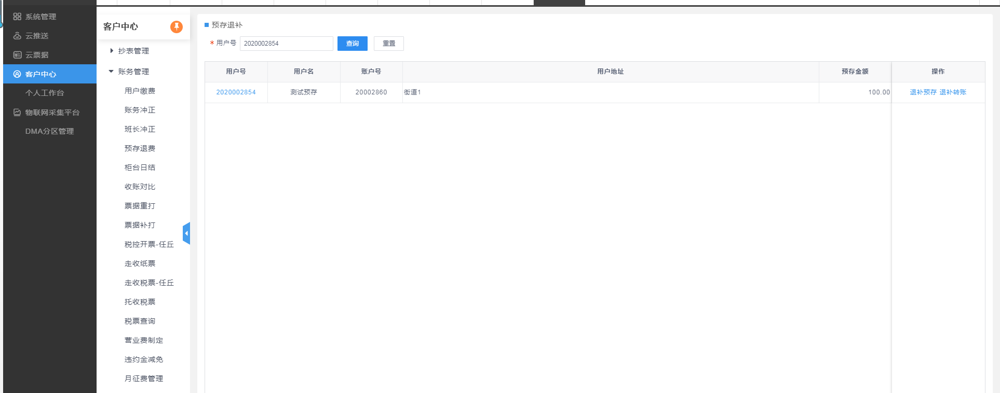 系统管理
云推送
云票据
客户中心
个人工作台
物联网采集平台
DMA分区管理
客户中心
抄表管理
账务管理
用户缴费
账务冲正
班长冲正
预存退费
柜台日结
收账对比
票据重打
票据补打
税控开票-任丘
走收纸票
走收税票-任丘
托收税票
税票查询
营业费制定
违约金减免
月征费管理
预存退补
* 用户号 2020002854 查询 重置
用户号 用户名 账户号 用户地址 预存金额 操作
2020002854 测试预存 20002860 街道1 100.00 退补预存 退补转账